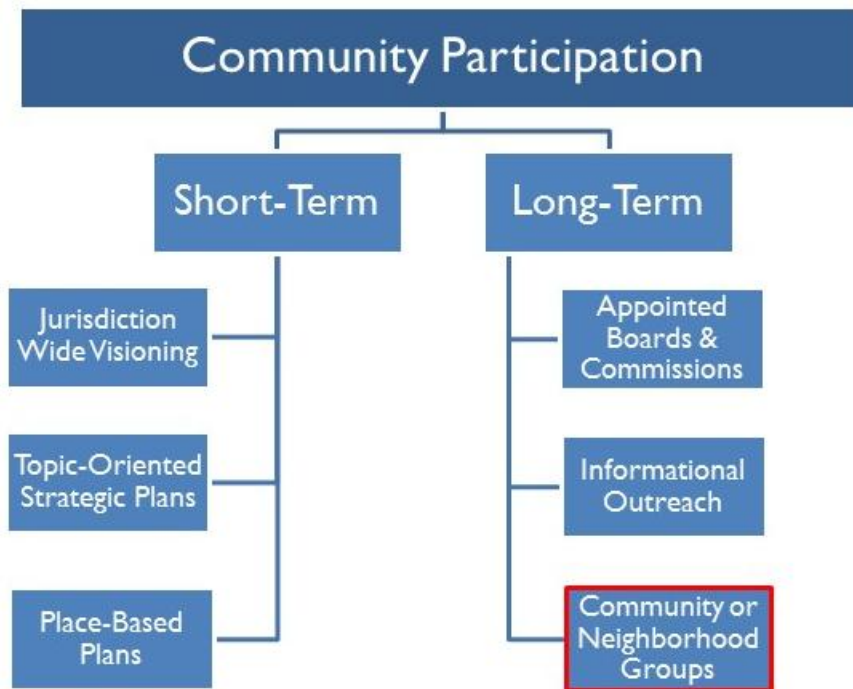 Community Participation
Short-Term
Long-Term
Jurisdiction
Wide Visioning
Topic-Oriented
Strategic Plans
Place-Based
Plans
Appointed
Boards &
Commissions
Informational
Outreach
Community or
Neighborhood
Groups